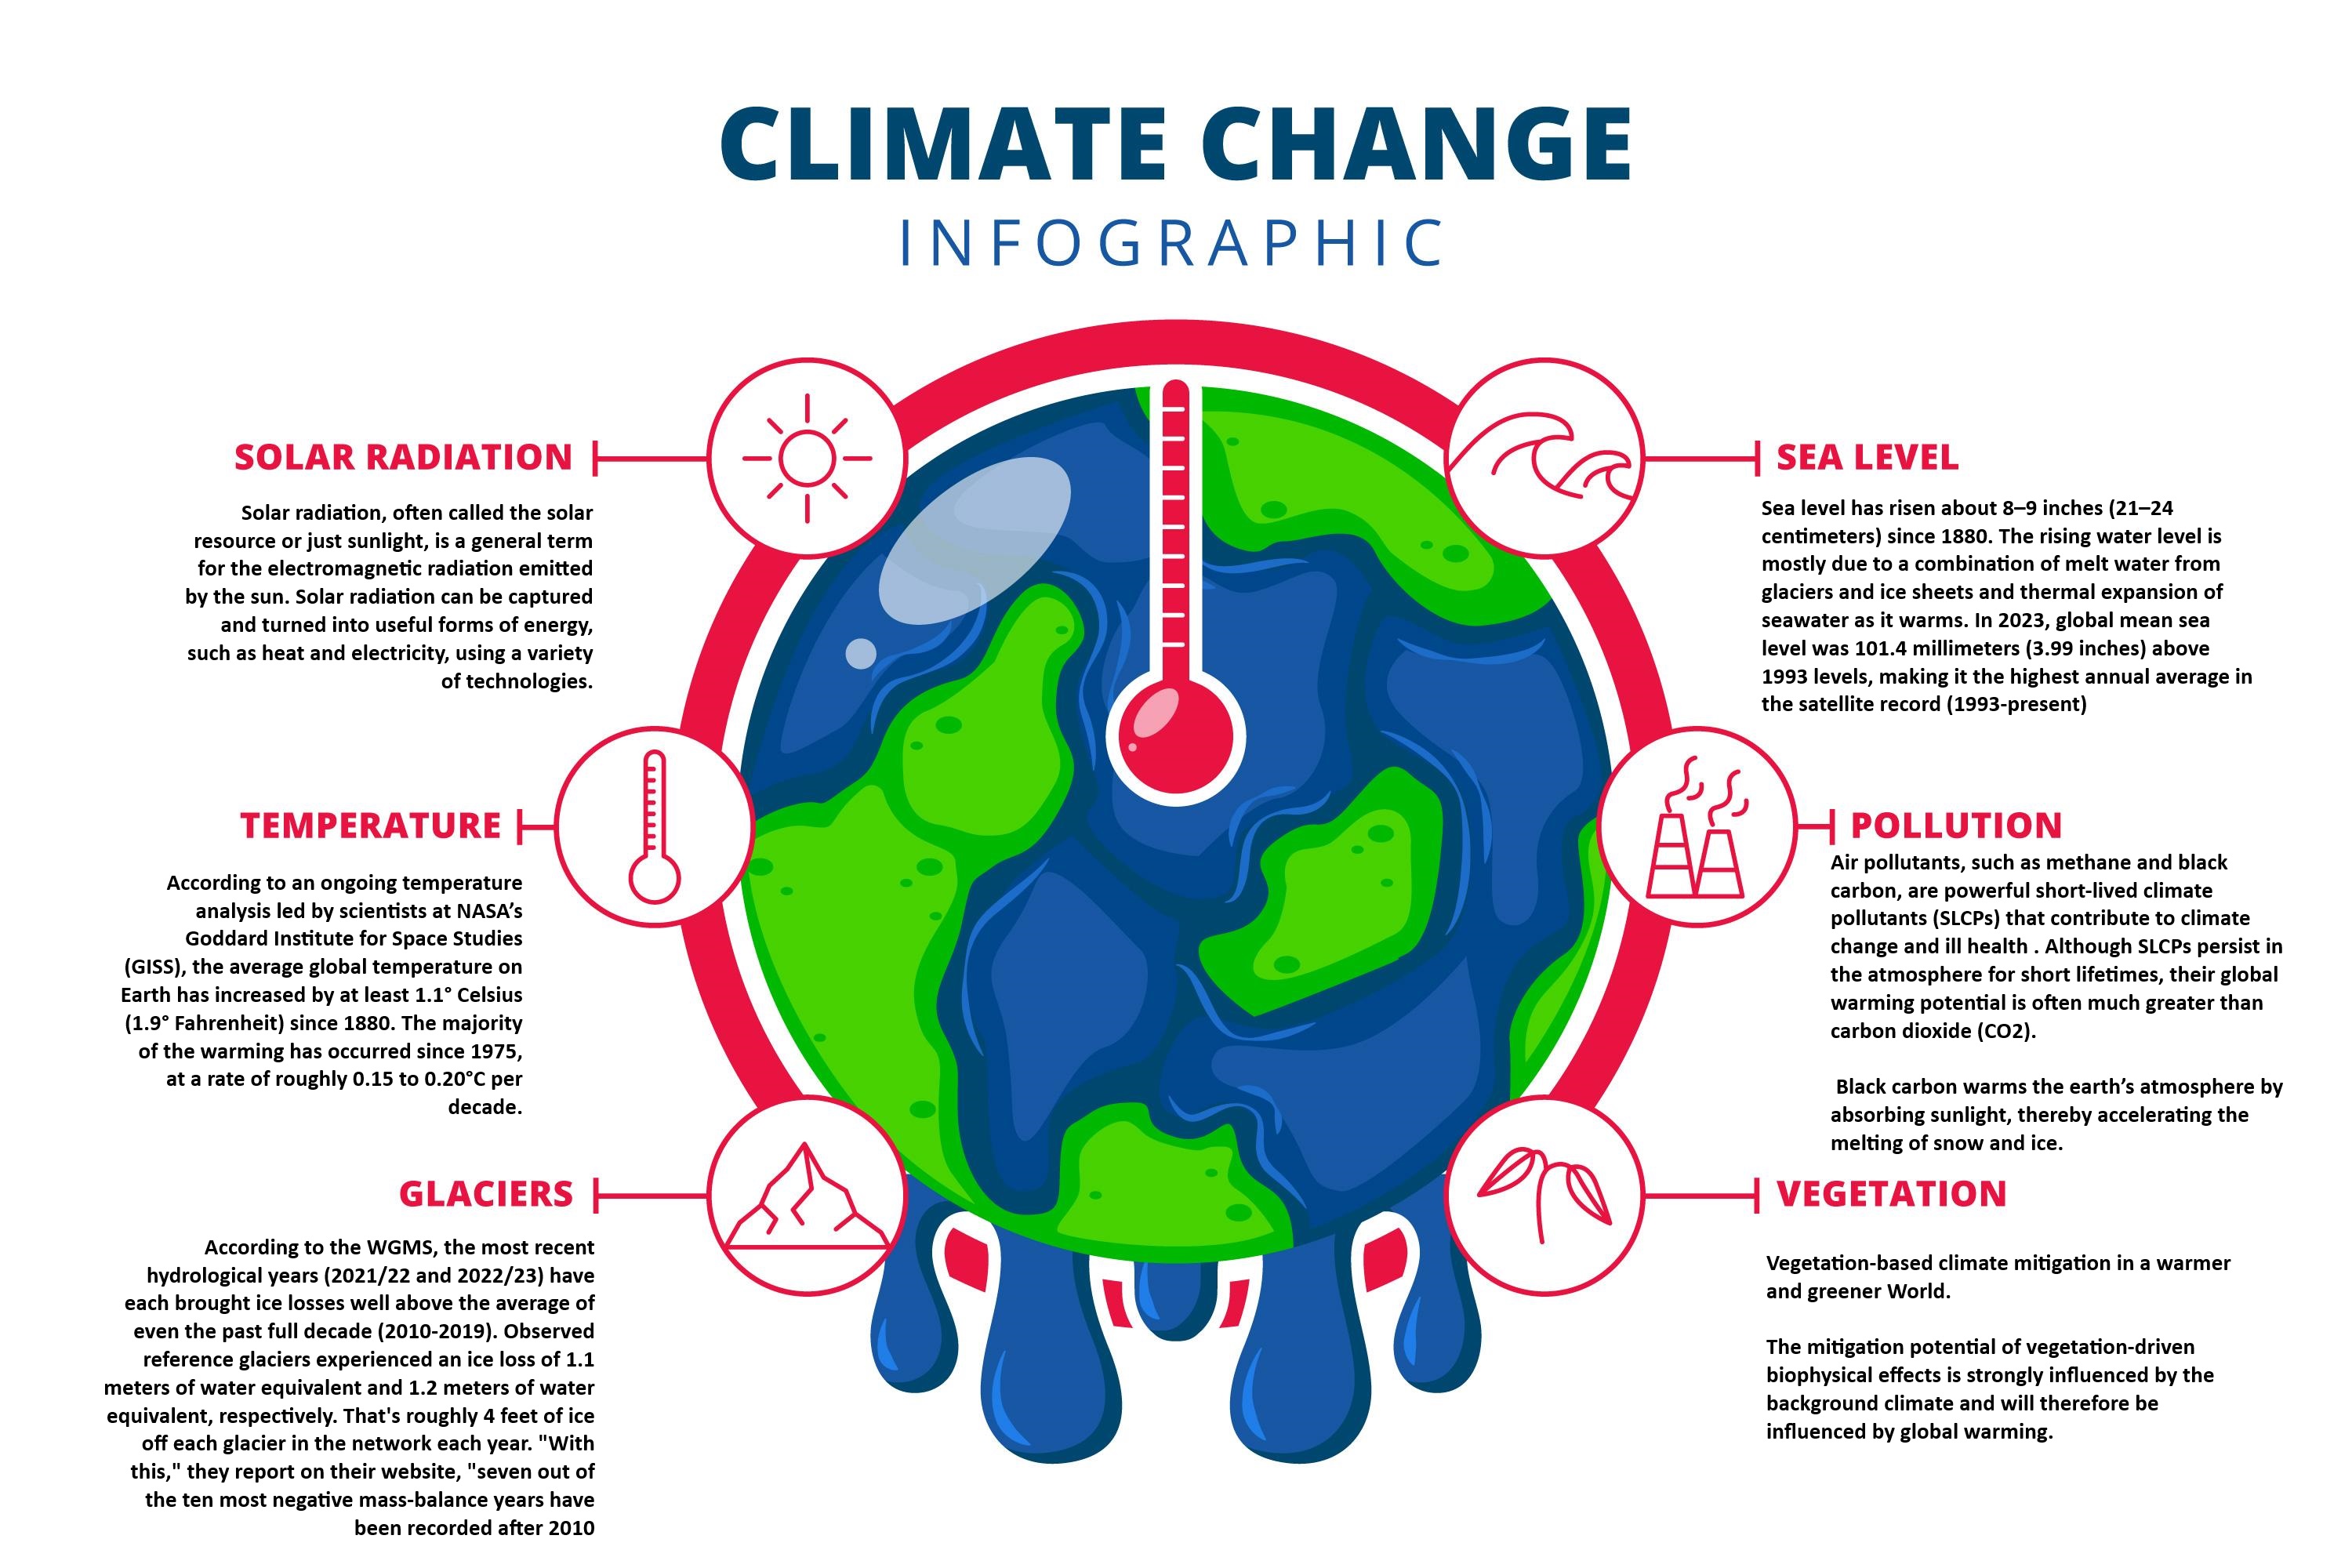 CLIMATE CHANGE
INFOGRAPHIC
SOLAR RADIATION
Solar radiation, often called the solar
resource or just sunlight, is a general term
for the electromagnetic radiation emitted
by the sun. Solar radiation can be captured
and turned into useful forms of energy,
such as heat and electricity, using a variety
of technologies.
TEMPERATURE
According to an ongoing temperature
analysis led by scientists at NASA’s
Goddard Institute for Space Studies
(GISS), the average global temperature on
Earth has increased by at least 1.1° Celsius
(1.9° Fahrenheit) since 1880. The majority
of the warming has occurred since 1975,
at a rate of roughly 0.15 to 0.20°C per
decade.
GLACIERS
According to the WGMS, the most recent
hydrological years (2021/22 and 2022/23) have
each brought ice losses well above the average of
even the past full decade (2010-2019). Observed
reference glaciers experienced an ice loss of 1.1
meters of water equivalent and 1.2 meters of water
equivalent, respectively. That's roughly 4 feet of ice
off each glacier in the network each year. "With
this," they report on their website, "seven out of
the ten most negative mass-balance years have
been recorded after 2010
SEA LEVEL
Sea level has risen about 8–9 inches (21–24
centimeters) since 1880. The rising water level is
mostly due to a combination of melt water from
glaciers and ice sheets and thermal expansion of
seawater as it warms. In 2023, global mean sea
level was 101.4 millimeters (3.99 inches) above
1993 levels, making it the highest annual average in
the satellite record (1993-present)
POLLUTION
Air pollutants, such as methane and black
carbon, are powerful short-lived climate
pollutants (SLCPs) that contribute to climate
change and ill health . Although SLCPs persist in
the atmosphere for short lifetimes, their global
warming potential is often much greater than
carbon dioxide (CO2).
Black carbon warms the earth’s atmosphere by
absorbing sunlight, thereby accelerating the
melting of snow and ice.
VEGETATION
Vegetation-based climate mitigation in a warmer
and greener World.
The mitigation potential of vegetation-driven
biophysical effects is strongly influenced by the
background climate and will therefore be
influenced by global warming.